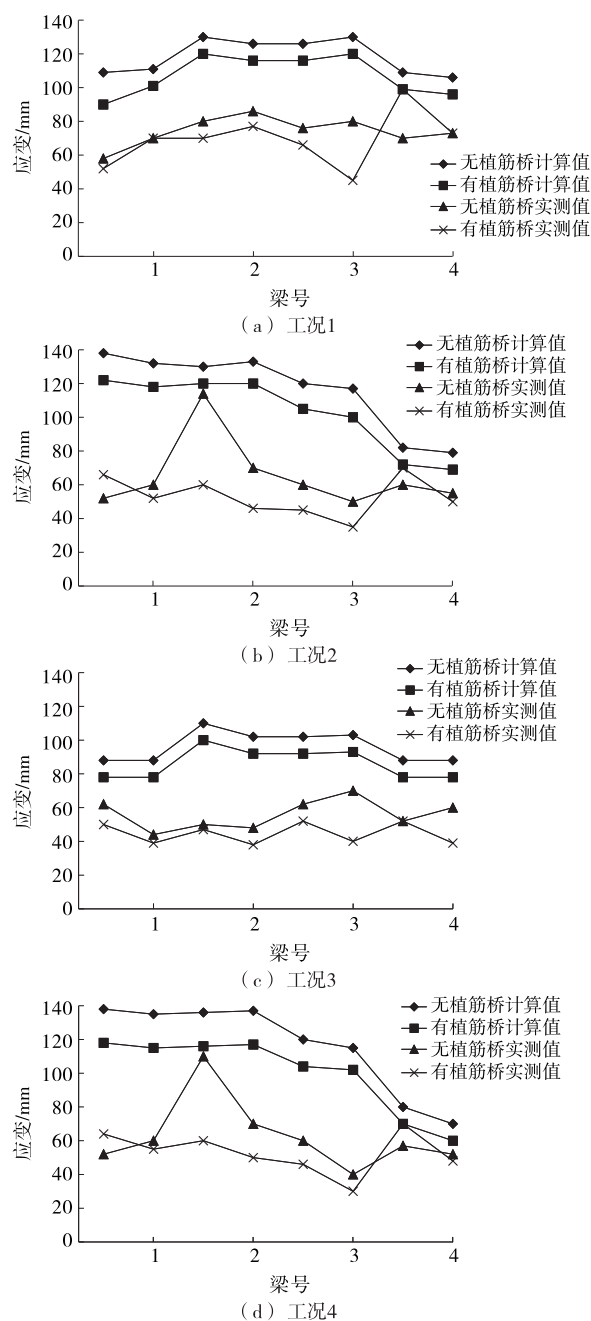 140
120
100
80
60
40
20
0
应变/mm
无植筋桥计算值
有植筋桥计算值
无植筋桥实测值
有植筋桥实测值
1 2 3 4
梁号
（a）工况1
140
120
100
80
60
40
20
0
应变/mm
无植筋桥计算值
有植筋桥计算值
无植筋桥实测值
有植筋桥实测值
1 2 3 4
梁号
（b）工况2
140
120
100
80
60
40
20
0
应变/mm
无植筋桥计算值
有植筋桥计算值
无植筋桥实测值
有植筋桥实测值
1 2 3 4
梁号
（c）工况3
140
120
100
80
60
40
20
0
应变/mm
无植筋桥计算值
有植筋桥计算值
无植筋桥实测值
有植筋桥实测值
1 2 3 4
梁号
（d）工况4